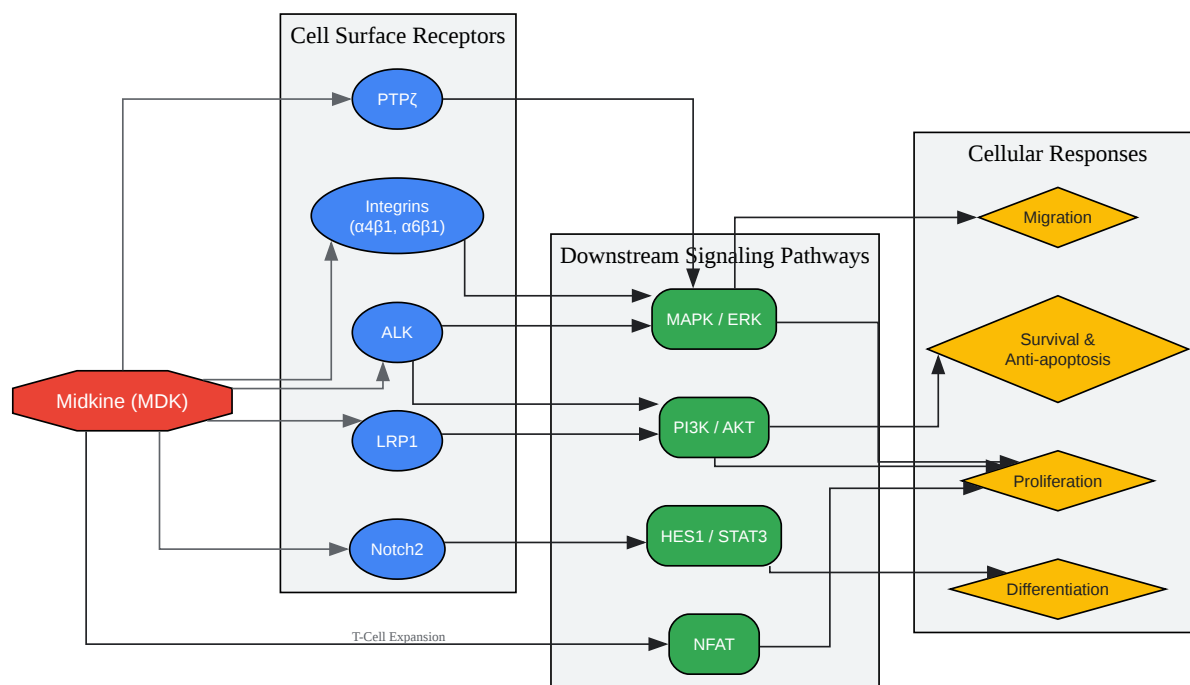 Cell Surface Receptors
PTPζ
Integrins
(α4β1, α6β1)
ALK
LRP1
Notch2
Midkine (MDK)
T-Cell Expansion
Downstream Signaling Pathways
MAPK / ERK
PI3K / AKT
HES1 / STAT3
NFAT
Cellular Responses
Migration
Survival &
Anti-apoptosis
Proliferation
Differentiation